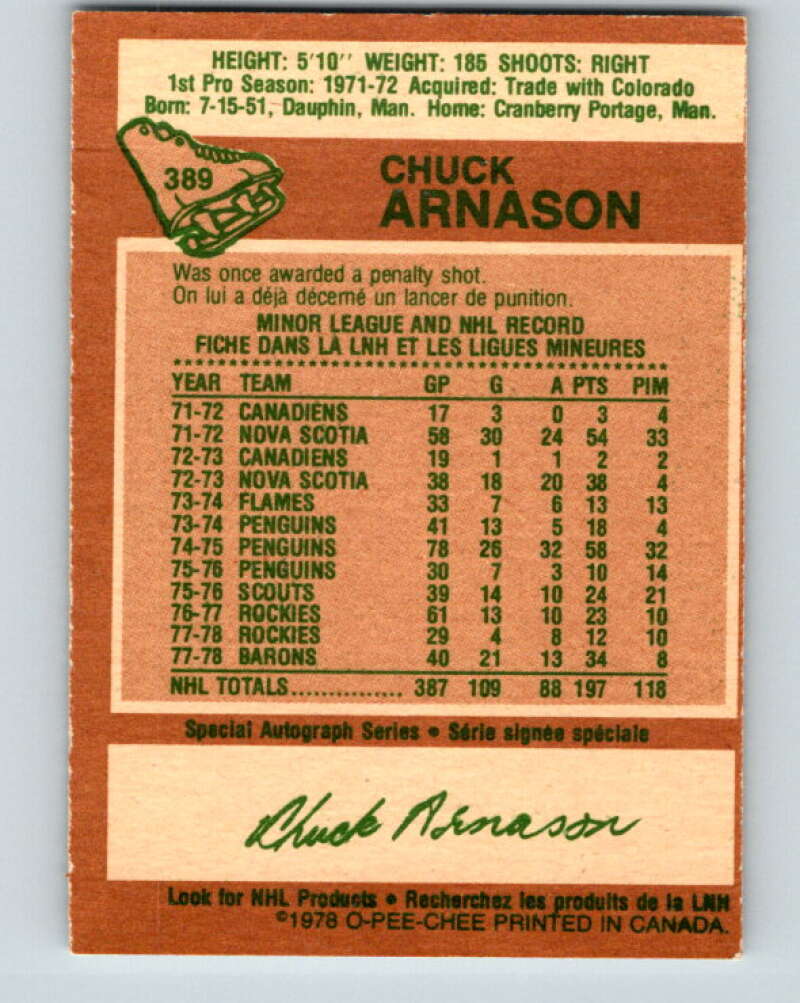 HEIGHT: 5'10'' WEIGHT: 185 SHOOTS: RIGHT
1st Pro Season: 1971-72 Acquired: Trade with Colorado
Born: 7-15-51, Dauphin, Man. Home: Cranberry Portage, Man.
389
CHUCK
ARNASON
Was once awarded a penalty shot.
On lui a déjà décerné un lancer de punition.
MINOR LEAGUE AND NHL RECORD
FICHE DANS LA LNH ET LES LIGUES MINEURES
YEAR TEAM GP G A PTS PIM
71-72 CANADIENS 17 3 0 3 4
71-72 NOVA SCOTIA 58 30 24 54 33
72-73 CANADIENS 19 1 1 2 2
72-73 NOVA SCOTIA 38 18 20 38 4
73-74 FLAMES 33 7 6 13 13
73-74 PENGUINS 41 13 5 18 4
74-75 PENGUINS 78 26 32 58 32
75-76 PENGUINS 30 7 3 10 14
75-76 SCOUTS 39 14 10 24 21
76-77 ROCKIES 61 13 10 23 10
77-78 ROCKIES 29 4 8 12 10
77-78 BARONS 40 21 13 34 8
NHL TOTALS............... 387 109 88 197 118
Special Autograph Series • Série signée spéciale
Chuck Arnason
Look for NHL Products • Recherchez les produits de la LNH
©1978 O-PEE-CHEE PRINTED IN CANADA.